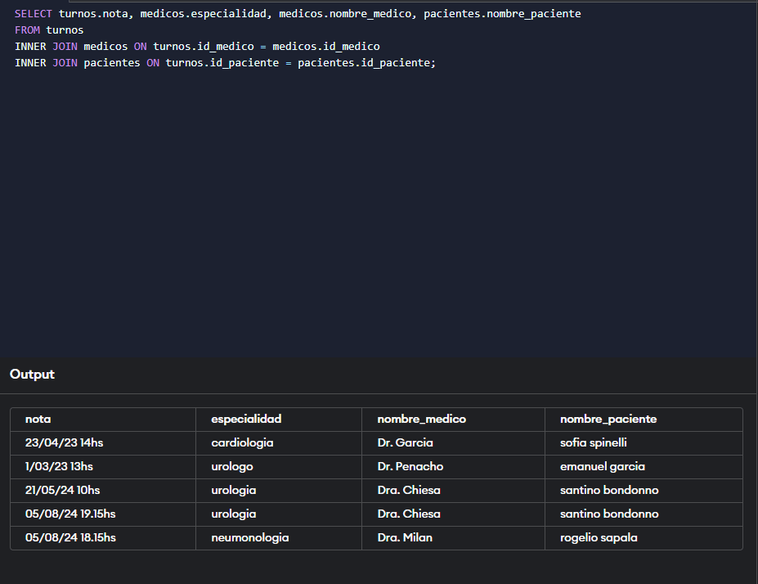 SELECT turnos.nota, medicos.especialidad, medicos.nombre_medico, pacientes.nombre_paciente
FROM turnos
INNER JOIN medicos ON turnos.id_medico = medicos.id_medico
INNER JOIN pacientes ON turnos.id_paciente = pacientes.id_paciente;
Output
nota especialidad nombre_medico nombre_paciente
23/04/23 14hs cardiologia Dr. Garcia sofia spinelli
1/03/23 13hs urologo Dr. Penacho emanuel garcia
21/05/24 10hs urologia Dra. Chiesa santino bondonno
05/08/24 19.15hs urologia Dra. Chiesa santino bondonno
05/08/24 18.15hs neumonologia Dra. Milan rogelio sapala